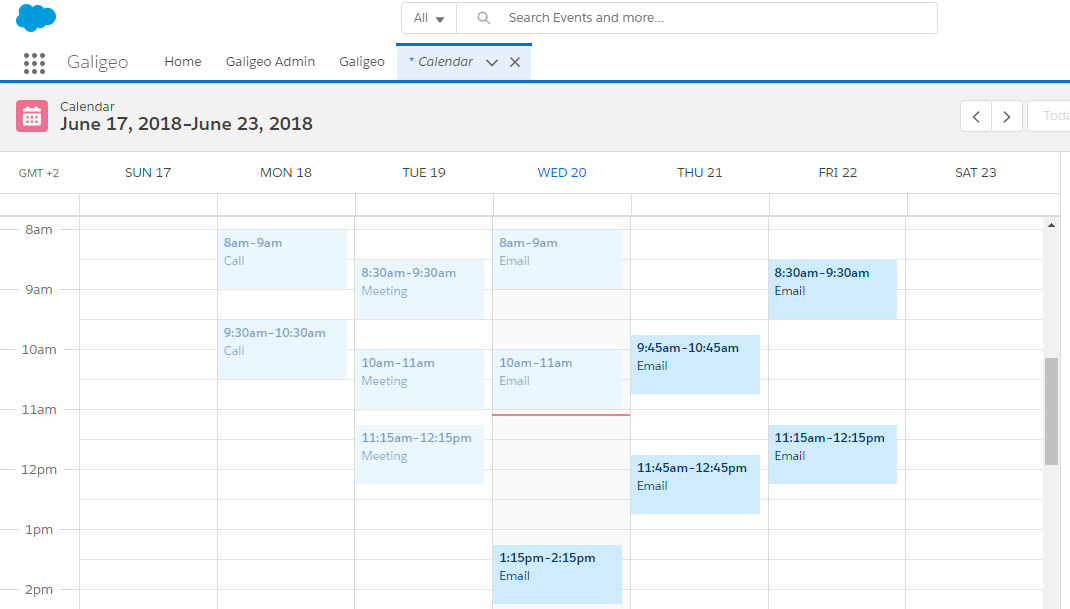 All
Search Events and more...
Galigeo
Home
Galigeo Admin
Galigeo
* Calendar
Calendar
June 17, 2018–June 23, 2018
Toda
GMT +2
SUN 17
MON 18
TUE 19
WED 20
THU 21
FRI 22
SAT 23
8am
8am–9am
Call
8am–9am
Email
8:30am–9:30am
Meeting
8:30am–9:30am
Email
9am
9:30am–10:30am
Call
9:45am–10:45am
Email
10am
10am–11am
Meeting
10am–11am
Email
11am
11:15am–12:15pm
Meeting
11:15am–12:15pm
Email
11:45am–12:45pm
Email
12pm
1pm
1:15pm–2:15pm
Email
2pm